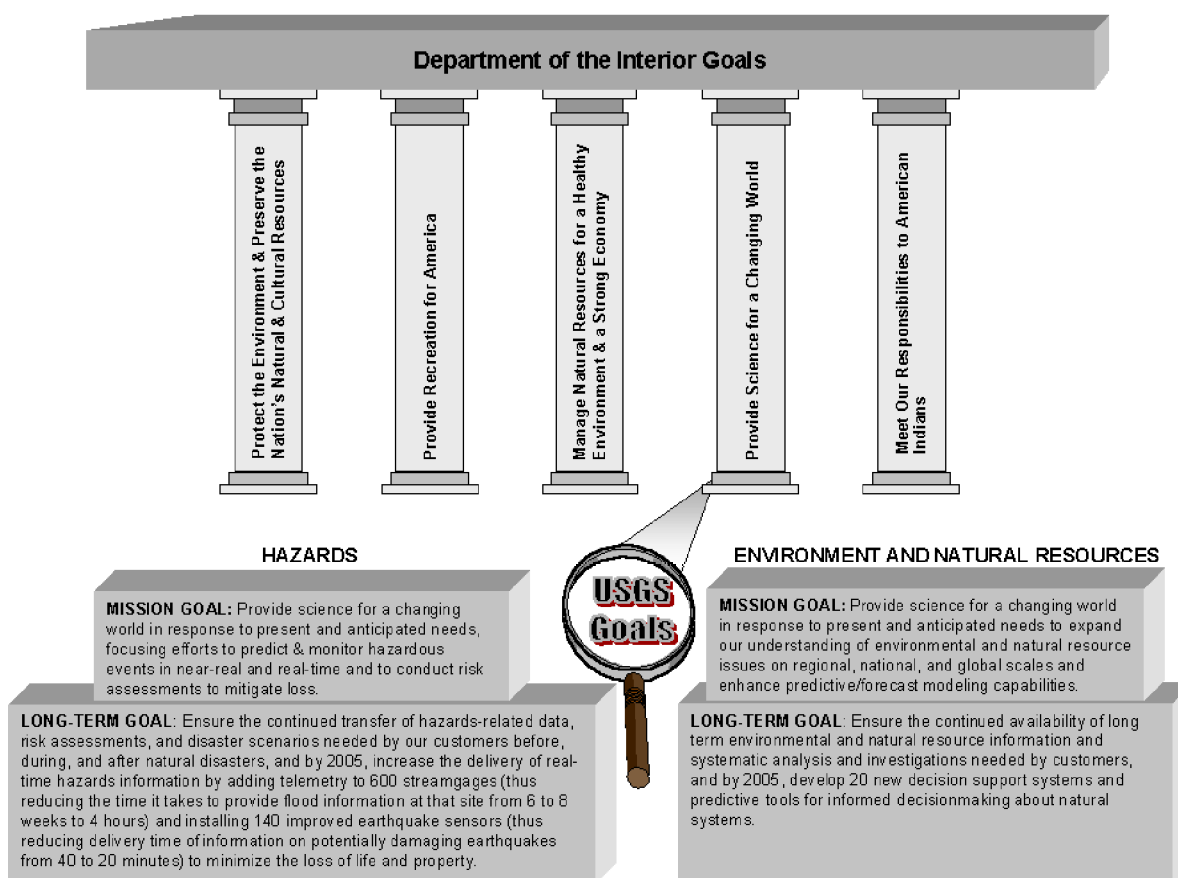 Department of the Interior Goals
Protect the Environment & Preserve the
Nation's Natural & Cultural Resources
Provide Recreation for America
Manage Natural Resources for a Healthy
Environment & a Strong Economy
Provide Science for a Changing World
Meet Our Responsibilities to American
Indians
HAZARDS
MISSION GOAL: Provide science for a changing
world in response to present and anticipated needs,
focusing efforts to predict & monitor hazardous
events in near-real and real-time and to conduct risk
assessments to mitigate loss.
LONG-TERM GOAL: Ensure the continued transfer of hazards-related data,
risk assessments, and disaster scenarios needed by our customers before,
during, and after natural disasters, and by 2005, increase the delivery of real-
time hazards information by adding telemetry to 600 streamgages (thus
reducing the time it takes to provide flood information at that site from 6 to 8
weeks to 4 hours) and installing 140 improved earthquake sensors (thus
reducing delivery time of information on potentially damaging earthquakes
from 40 to 20 minutes) to minimize the loss of life and property.
USGS
Goals
ENVIRONMENT AND NATURAL RESOURCES
MISSION GOAL: Provide science for a changing world
in response to present and anticipated needs to expand
our understanding of environmental and natural resource
issues on regional, national, and global scales and
enhance predictive/forecast modeling capabilities.
LONG-TERM GOAL: Ensure the continued availability of long
term environmental and natural resource information and
systematic analysis and investigations needed by customers,
and by 2005, develop 20 new decision support systems and
predictive tools for informed decisionmaking about natural
systems.